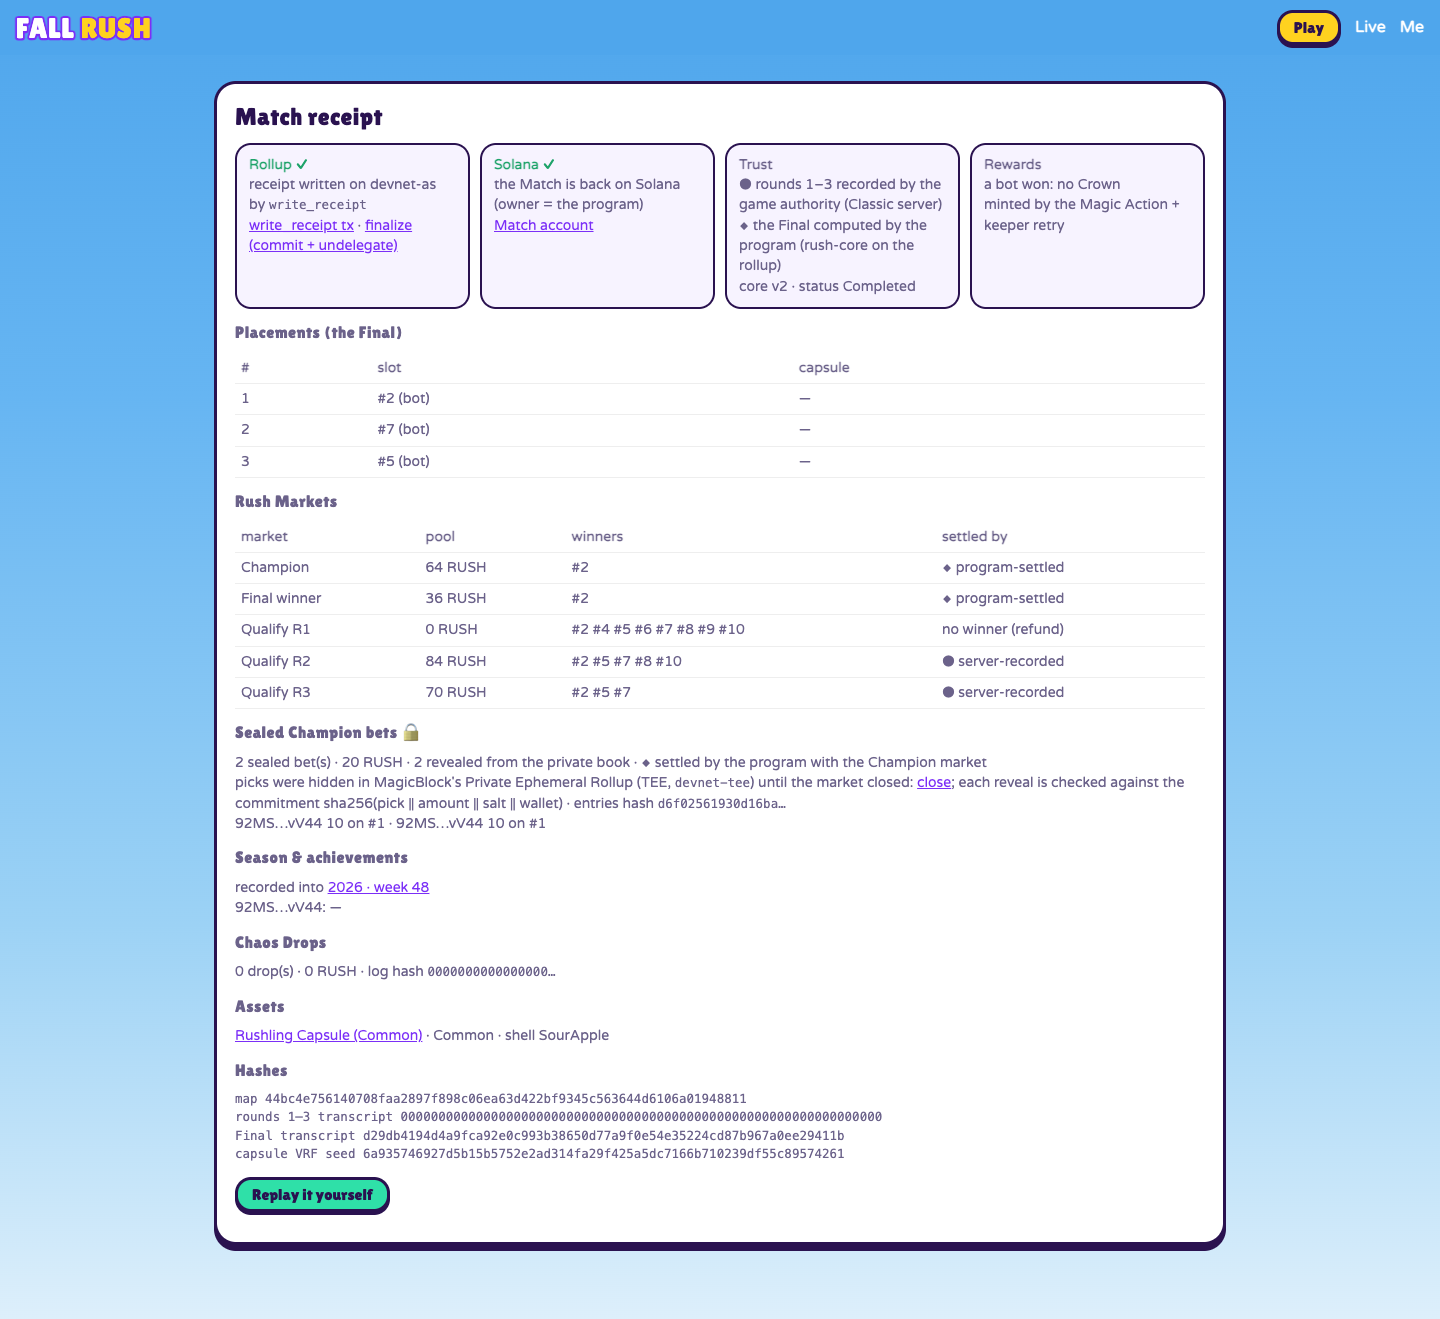 FALL RUSH
Play Live Me
Match receipt
Rollup ✓
receipt written on devnet-as
by write_receipt
write_receipt tx · finalize
(commit + undelegate)
Solana ✓
the Match is back on Solana
(owner = the program)
Match account
Trust
● rounds 1–3 recorded by the
game authority (Classic server)
◆ the Final computed by the
program (rush-core on the
rollup)
core v2 · status Completed
Rewards
a bot won: no Crown
minted by the Magic Action +
keeper retry
Placements (the Final)
# slot capsule
1 #2 (bot) —
2 #7 (bot) —
3 #5 (bot) —
Rush Markets
market pool winners settled by
Champion 64 RUSH #2 ◆ program-settled
Final winner 36 RUSH #2 ◆ program-settled
Qualify R1 0 RUSH #2 #4 #5 #6 #7 #8 #9 #10 no winner (refund)
Qualify R2 84 RUSH #2 #5 #7 #8 #10 ● server-recorded
Qualify R3 70 RUSH #2 #5 #7 ● server-recorded
Sealed Champion bets 🔒
2 sealed bet(s) · 20 RUSH · 2 revealed from the private book · ◆ settled by the program with the Champion market
picks were hidden in MagicBlock's Private Ephemeral Rollup (TEE, devnet-tee) until the market closed: close; each reveal is checked against the
commitment sha256(pick ‖ amount ‖ salt ‖ wallet) · entries hash d6f02561930d16ba…
92MS…vV44 10 on #1 · 92MS…vV44 10 on #1
Season & achievements
recorded into 2026 · week 48
92MS…vV44: —
Chaos Drops
0 drop(s) · 0 RUSH · log hash 0000000000000000…
Assets
Rushling Capsule (Common) · Common · shell SourApple
Hashes
map 44bc4e756140708faa2897f898c06ea63d422bf9345c563644d6106a01948811
rounds 1–3 transcript 0000000000000000000000000000000000000000000000000000000000000000
Final transcript d29db4194d4a9fca92e0c993b38650d77a9f0e54e35224cd87b967a0ee29411b
capsule VRF seed 6a935746927d5b15b5752e2ad314fa29f425a5dc7166b710239df55c89574261
Replay it yourself